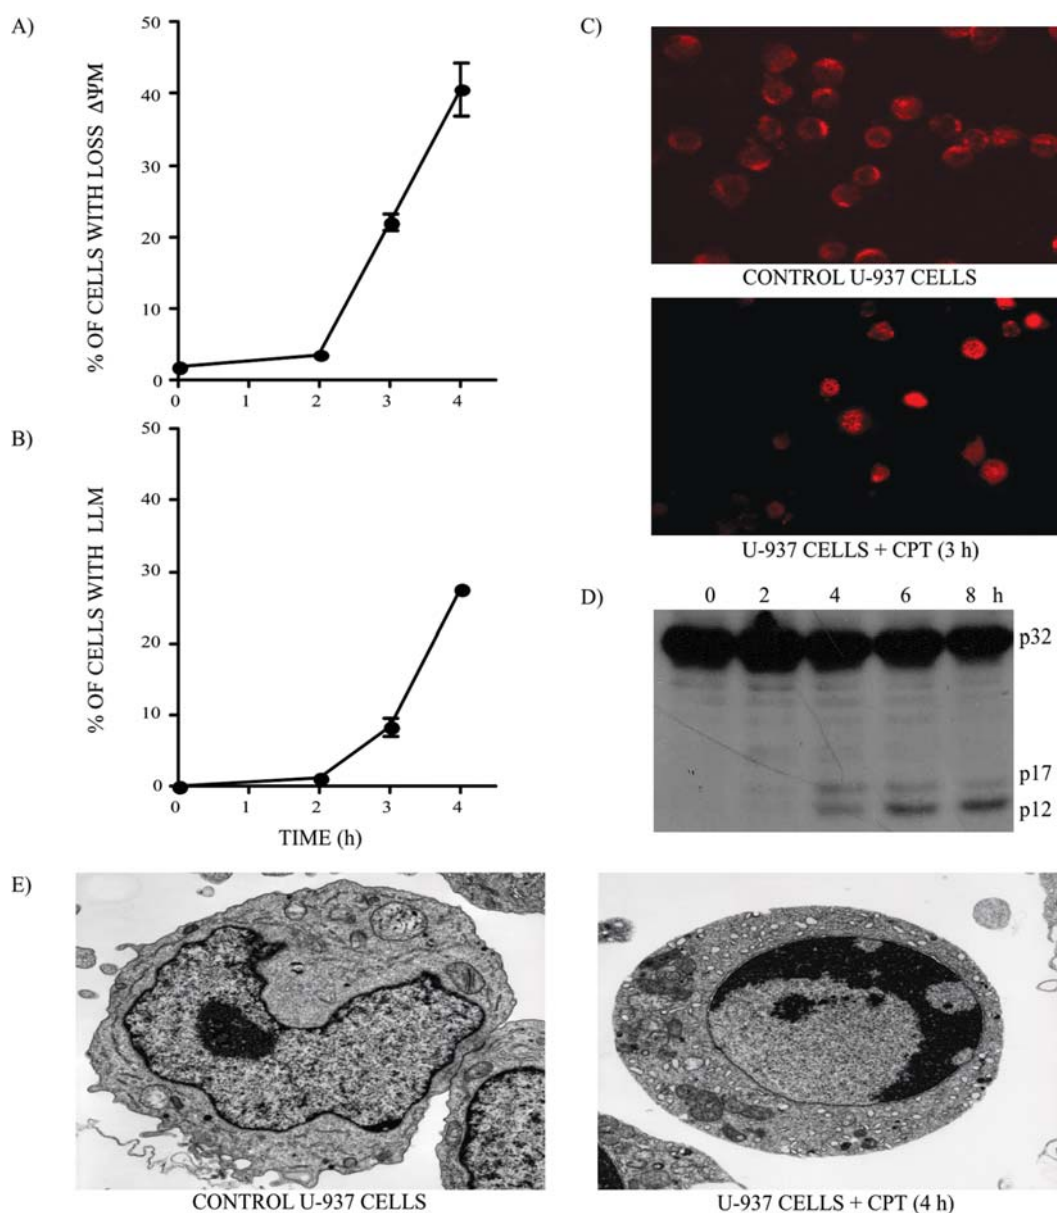 A)
50
40
30
20
10
0
% OF CELLS WITH LOSS ΔΨM
0 1 2 3 4
B)
50
40
30
20
10
0
% OF CELLS WITH LLM
0 1 2 3 4
TIME (h)
C)
CONTROL U-937 CELLS
U-937 CELLS + CPT (3 h)
D)
0 2 4 6 8 h
p32
p17
p12
E)
CONTROL U-937 CELLS
U-937 CELLS + CPT (4 h)